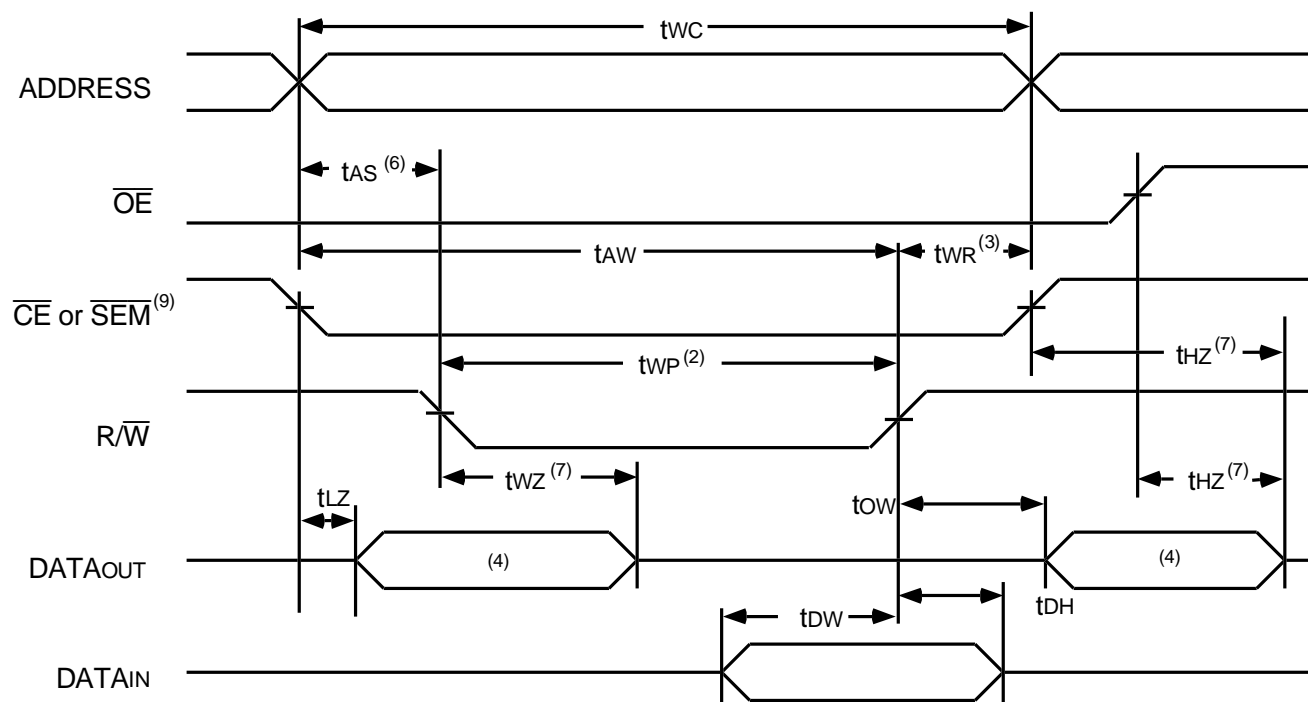 tWC
ADDRESS
tAS (6)
OE
tAW
tWR (3)
CE or SEM (9)
tWP (2)
tHZ (7)
R/W
tWZ (7)
tHZ (7)
tLZ
tOW
DATAOUT
(4)
(4)
tDW
tDH
DATAIN